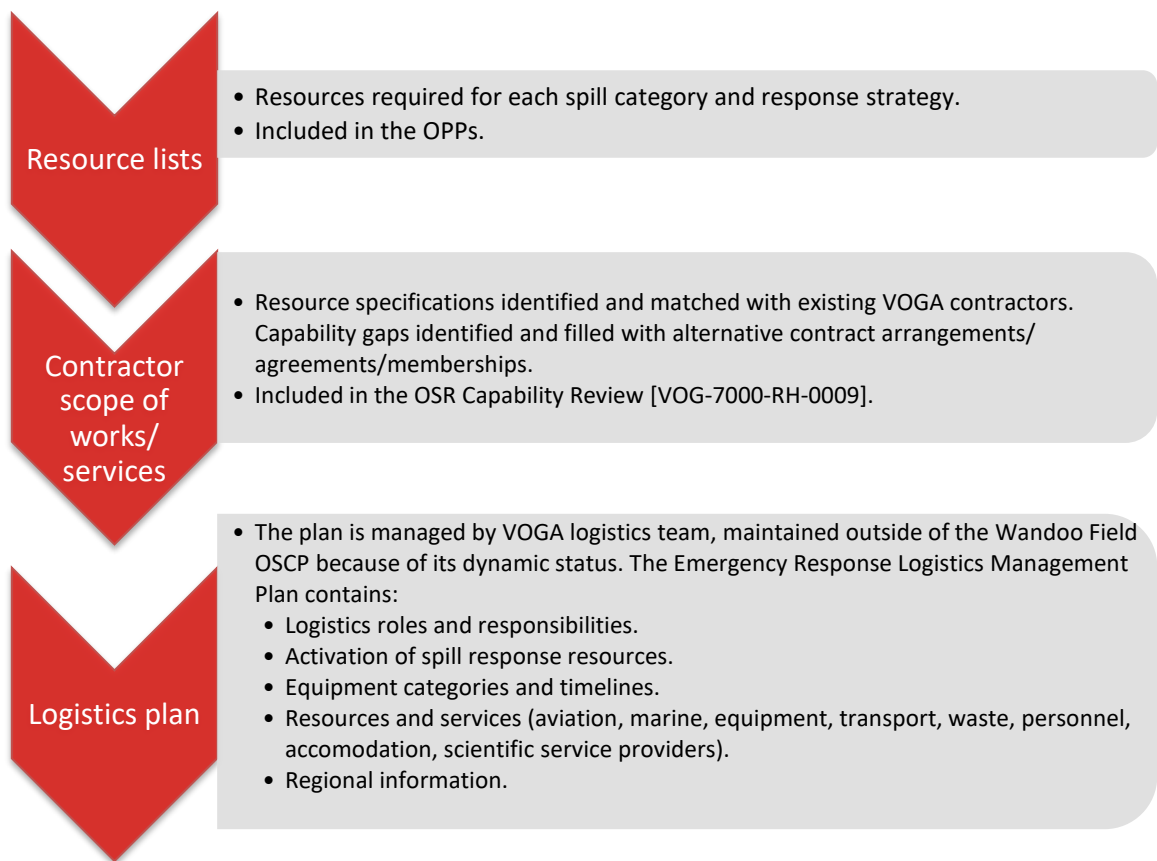 Resource lists
• Resources required for each spill category and response strategy.
• Included in the OPPs.
Contractor
scope of
works/
services
• Resource specifications identified and matched with existing VOGA contractors.
Capability gaps identified and filled with alternative contract arrangements/
agreements/memberships.
• Included in the OSR Capability Review [VOG-7000-RH-0009].
Logistics plan
• The plan is managed by VOGA logistics team, maintained outside of the Wandoo Field
OSCP because of its dynamic status. The Emergency Response Logistics Management
Plan contains:
• Logistics roles and responsibilities.
• Activation of spill response resources.
• Equipment categories and timelines.
• Resources and services (aviation, marine, equipment, transport, waste, personnel,
accomodation, scientific service providers).
• Regional information.